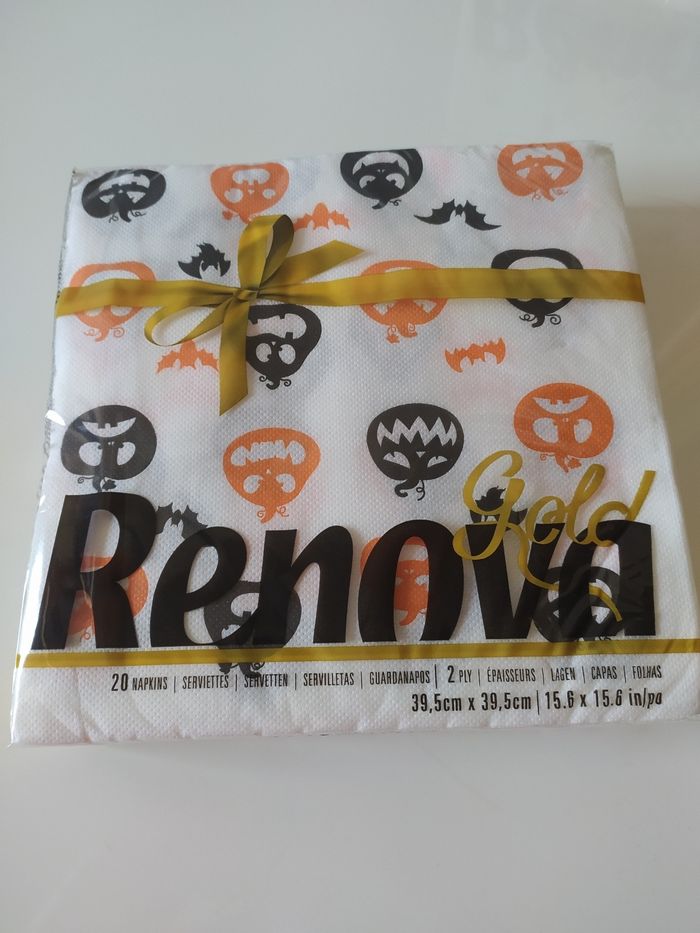 Gold
Renova
20 NAPKINS | SERVIETTES | SERVETTEN | SERVILLETAS | GUARDANAPOS | 2 PLY | ÉPAISSEURS | LAGEN | CAPAS | FOLHAS
39,5cm x 39,5cm | 15.6 x 15.6 in/pa